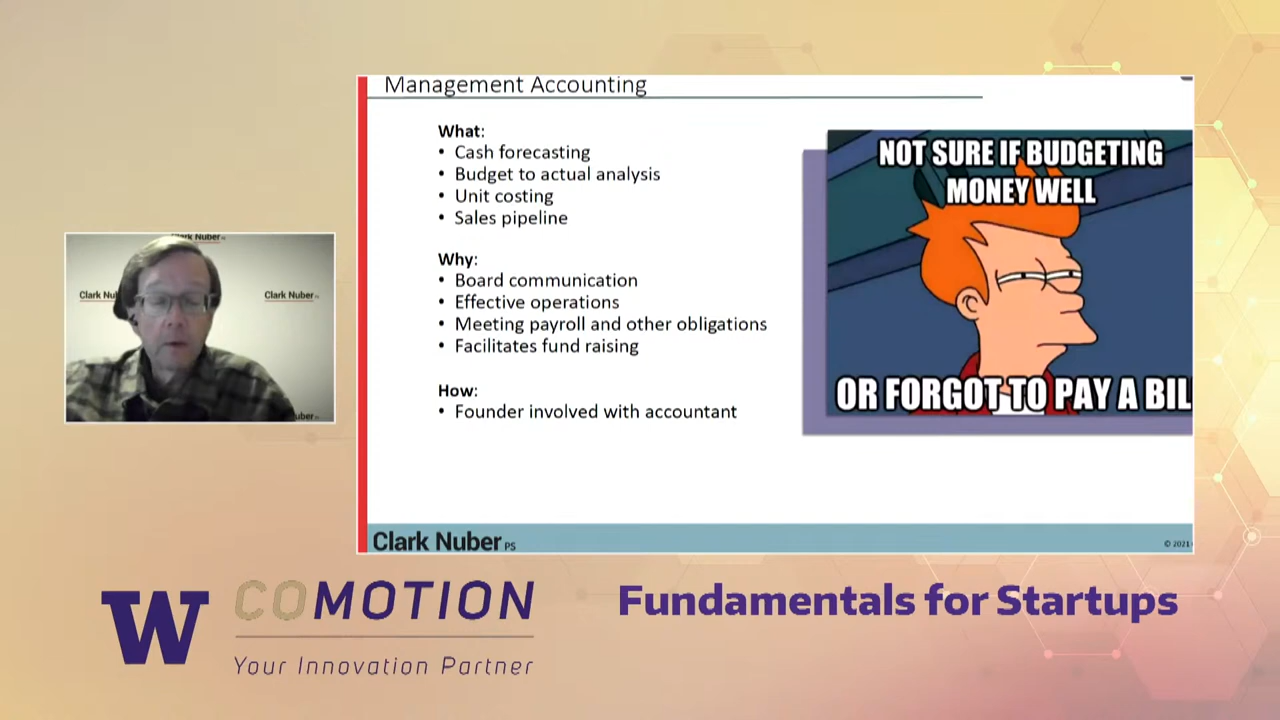 Management Accounting
What:
• Cash forecasting
• Budget to actual analysis
• Unit costing
• Sales pipeline
Why:
• Board communication
• Effective operations
• Meeting payroll and other obligations
• Facilitates fund raising
How:
• Founder involved with accountant
NOT SURE IF BUDGETING
MONEY WELL
OR FORGOT TO PAY A BIL
Clark Nuber PS
© 2021
Clark Nuber
Clark Nu
Clark Nuber
uber
W
COMOTION
Your Innovation Partner
Fundamentals for Startups